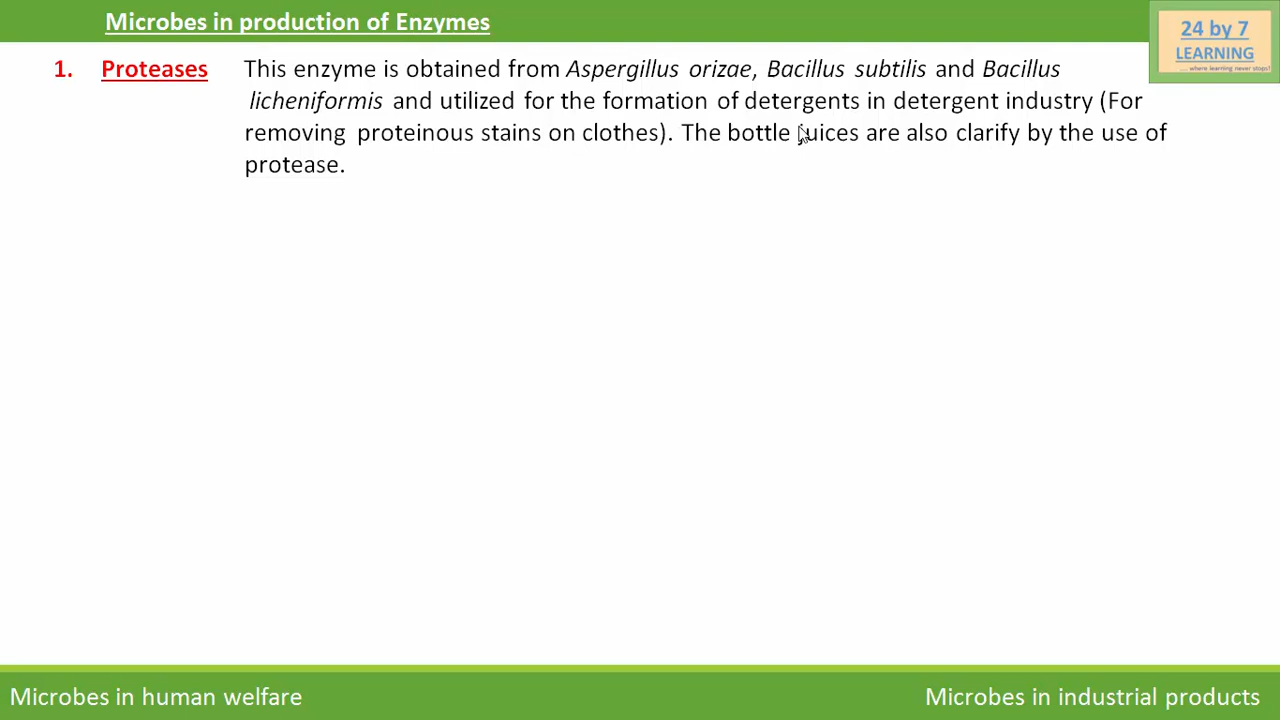 Microbes in production of Enzymes
24 by 7
LEARNING
.... where learning never stops!
1. Proteases This enzyme is obtained from Aspergillus orizae, Bacillus subtilis and Bacillus
licheniformis and utilized for the formation of detergents in detergent industry (For
removing proteinous stains on clothes). The bottle juices are also clarify by the use of
protease.
Microbes in human welfare
Microbes in industrial products